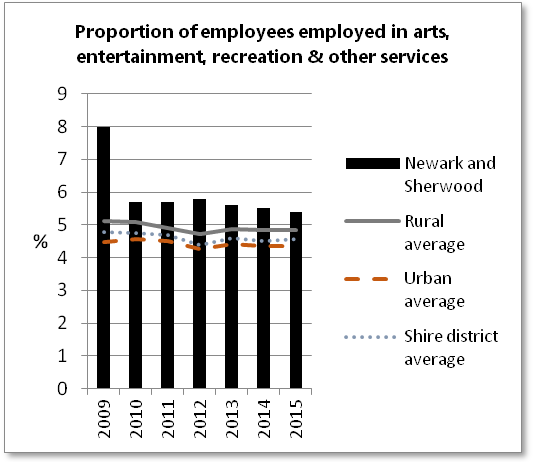 Proportion of employees employed in arts,
entertainment, recreation & other services
9
8
7
6
5
4
3
2
1
0
%
2009
2010
2011
2012
2013
2014
2015
Newark and
Sherwood
Rural
average
Urban
average
Shire district
average